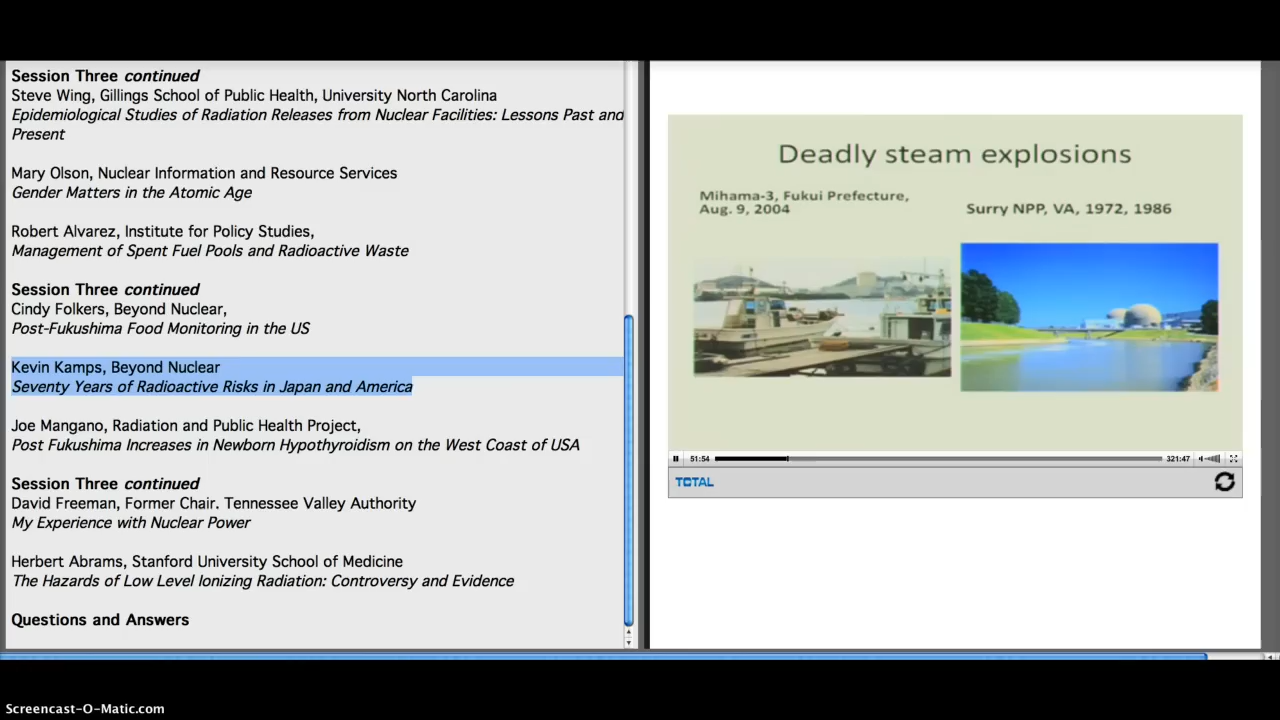 Session Three continued
Steve Wing, Gillings School of Public Health, University North Carolina
Epidemiological Studies of Radiation Releases from Nuclear Facilities: Lessons Past and
Present
Mary Olson, Nuclear Information and Resource Services
Gender Matters in the Atomic Age
Robert Alvarez, Institute for Policy Studies,
Management of Spent Fuel Pools and Radioactive Waste
Session Three continued
Cindy Folkers, Beyond Nuclear,
Post-Fukushima Food Monitoring in the US
Kevin Kamps, Beyond Nuclear
Seventy Years of Radioactive Risks in Japan and America
Joe Mangano, Radiation and Public Health Project,
Post Fukushima Increases in Newborn Hypothyroidism on the West Coast of USA
Session Three continued
David Freeman, Former Chair. Tennessee Valley Authority
My Experience with Nuclear Power
Herbert Abrams, Stanford University School of Medicine
The Hazards of Low Level Ionizing Radiation: Controversy and Evidence
Questions and Answers
Deadly steam explosions
Mihama-3, Fukui Prefecture,
Aug. 9, 2004
Surry NPP, VA, 1972, 1986
51:54
321:47
TOTAL
Screencast-O-Matic.com